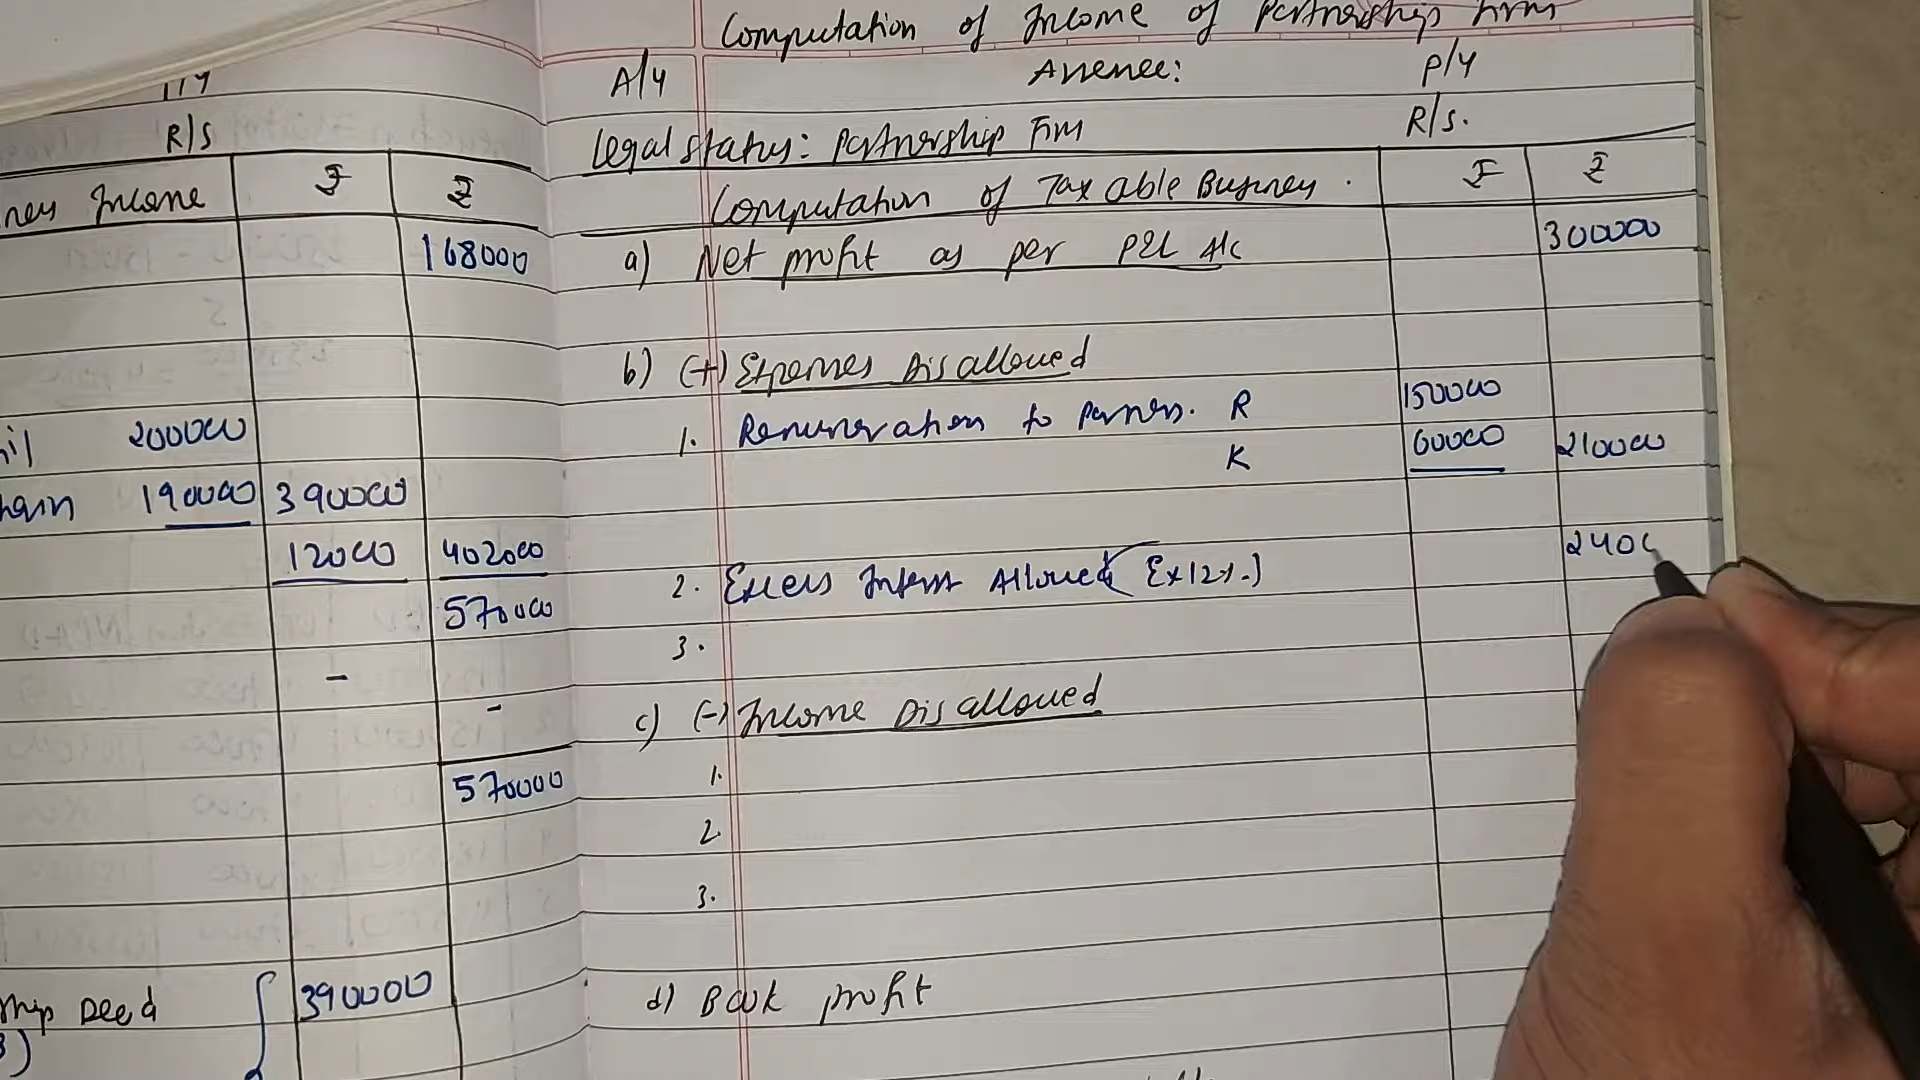 Computation of Income of Partnership Firm
A/Y Assessee: P/Y
Legal Status: Partnership Firm R/S.
Computation of Taxable Business. ₹ ₹
a) Net profit as per P&L A/c 300000
b) (+) Expenses Disallowed
1. Remuneration to Partners. R 150000
K 60000 210000
2. Excess Interest Allowed (Ex12%.) 240
3.
c) (-) Income Disallowed
1.
2.
3.
d) Book profit
R/S
Income ₹ ₹
168000
200000
190000 390000
12000 402000
570000
-
-
570000
Deed 390000